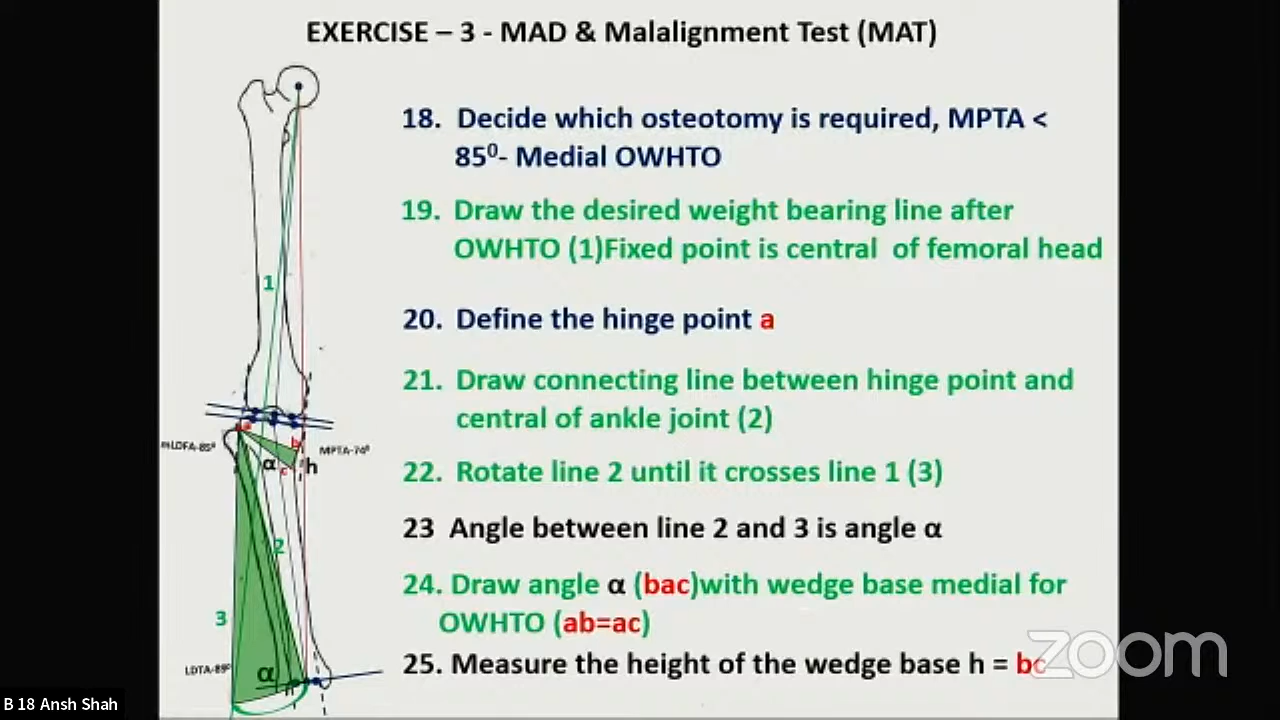 EXERCISE – 3 - MAD & Malalignment Test (MAT)
18. Decide which osteotomy is required, MPTA <
85⁰- Medial OWHTO
19. Draw the desired weight bearing line after
OWHTO (1)Fixed point is central of femoral head
20. Define the hinge point a
21. Draw connecting line between hinge point and
central of ankle joint (2)
22. Rotate line 2 until it crosses line 1 (3)
23 Angle between line 2 and 3 is angle α
24. Draw angle α (bac)with wedge base medial for
OWHTO (ab=ac)
25. Measure the height of the wedge base h = bc
1
mLDFA-85⁰
a
b
MPTA-74⁰
α
c
h
2
3
LDTA-89⁰
α
zoom
B 18 Ansh Shah